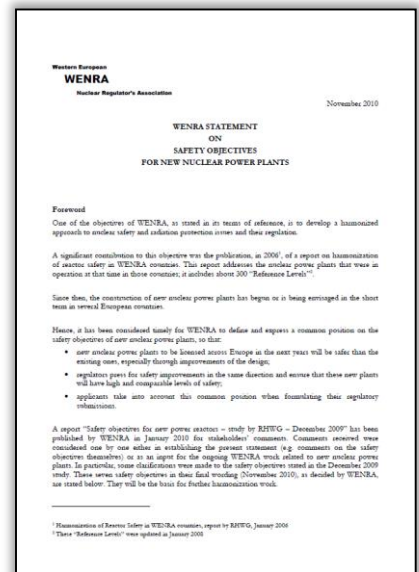 Western European
WENRA
Nuclear Regulator's Association
November 2010
WENRA STATEMENT
ON
SAFETY OBJECTIVES
FOR NEW NUCLEAR POWER PLANTS
Foreword
One of the objectives of WENRA, as stated in its terms of reference, is to develop a harmonized
approach to nuclear safety and radiation protection issues and their regulation.
A significant contribution to this objective was the publication, in 2006¹, of a report on harmonization
of reactor safety in WENRA countries. This report addresses the nuclear power plants that were in
operation at that time in those countries; it includes about 300 "Reference Levels"².
Since then, the construction of new nuclear power plants has begun or is being envisaged in the short
term in several European countries.
Hence, it has been considered timely for WENRA to define and express a common position on the
safety objectives of new nuclear power plants, so that:
• new nuclear power plants to be licensed across Europe in the next years will be safer than the
existing ones, especially through improvements of the design;
• regulators press for safety improvements in the same direction and ensure that these new plants
will have high and comparable levels of safety;
• applicants take into account this common position when formulating their regulatory
submissions.
A report "Safety objectives for new power reactors – study by RHWG – December 2009" has been
published by WENRA in January 2010 for stakeholders' comments. Comments received were
considered one by one either in establishing the present statement (e.g. comments on the safety
objectives themselves) or as an input for the ongoing WENRA work related to new nuclear power
plants. In particular, some clarifications were made to the safety objectives stated in the December 2009
study. These seven safety objectives in their final wording (November 2010), as decided by WENRA,
are stated below. They will be the basis for further harmonization work.
¹ Harmonization of Reactor Safety in WENRA countries, report by RHWG, January 2006
² These "Reference Levels" were updated in January 2008